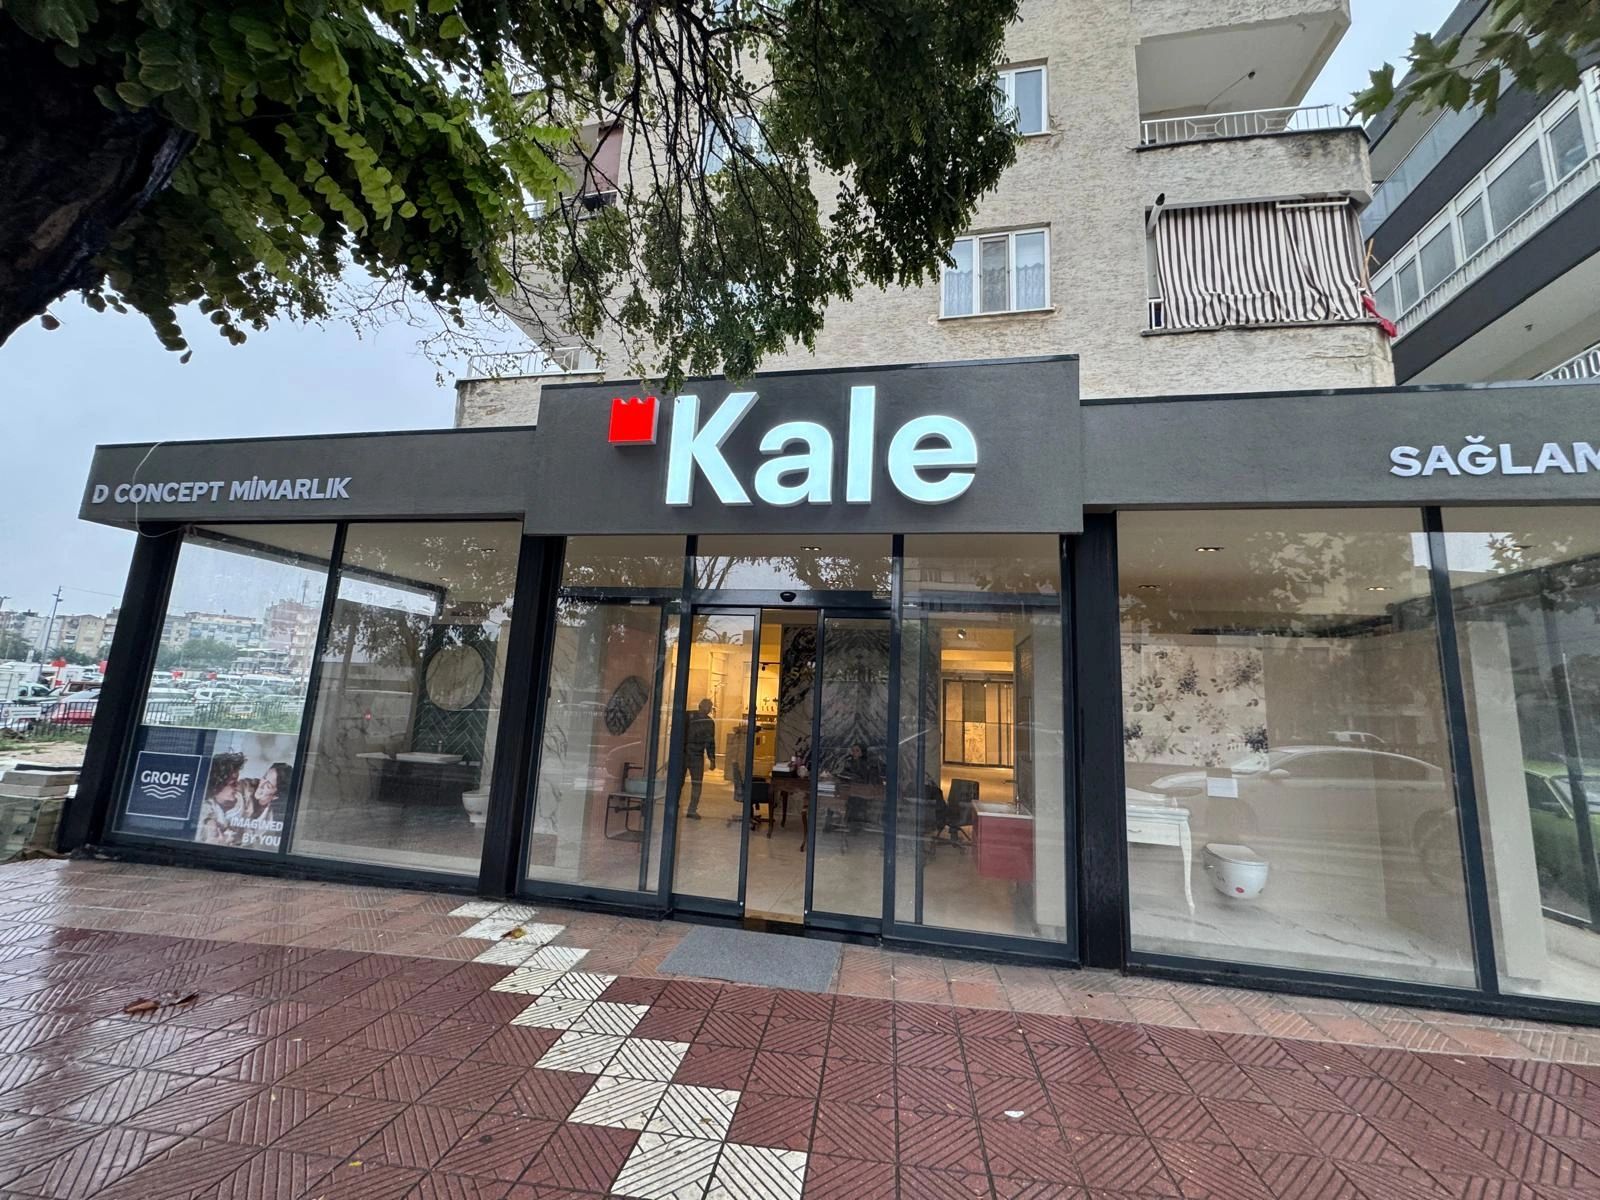 Kale
D CONCEPT MİMARLIK
SAĞLAM
GROHE
IMAGINED
BY YOU